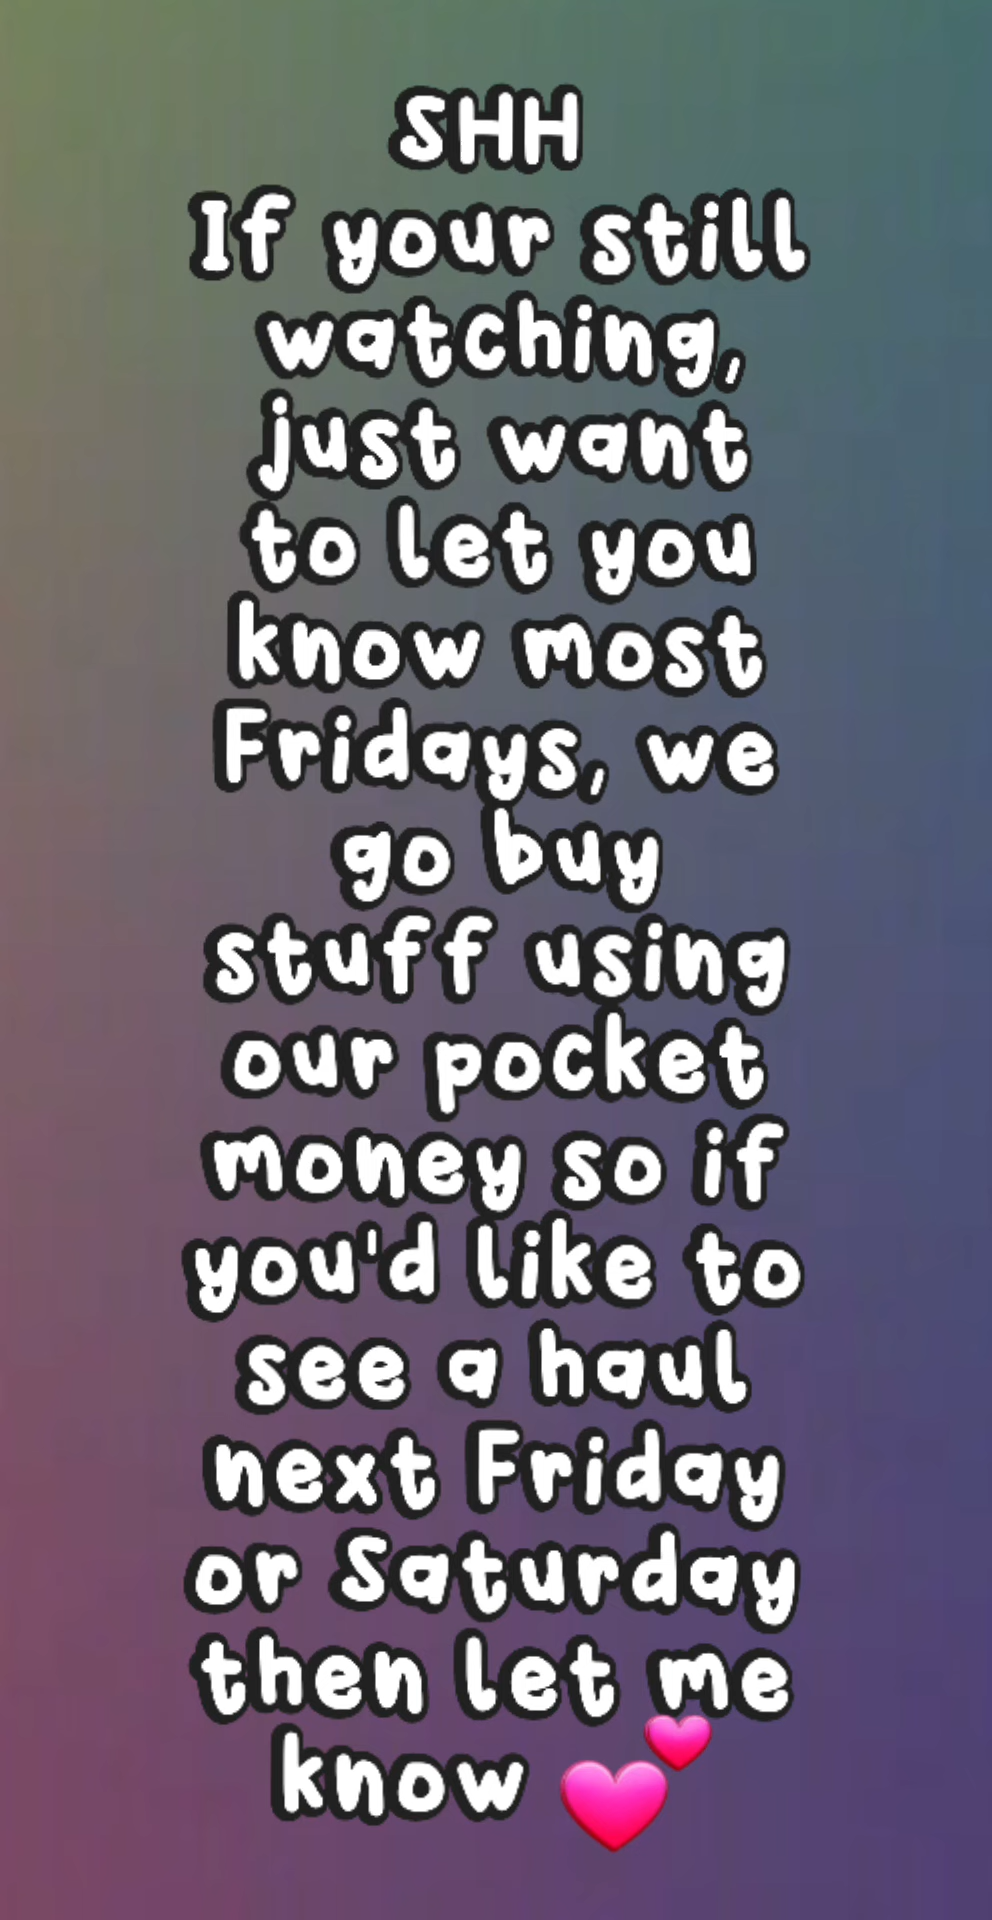 SHH
If your still
watching,
just want
to let you
know most
Fridays, we
go buy
stuff using
our pocket
money so if
you'd like to
see a haul
next Friday
or Saturday
then let me
know 💕